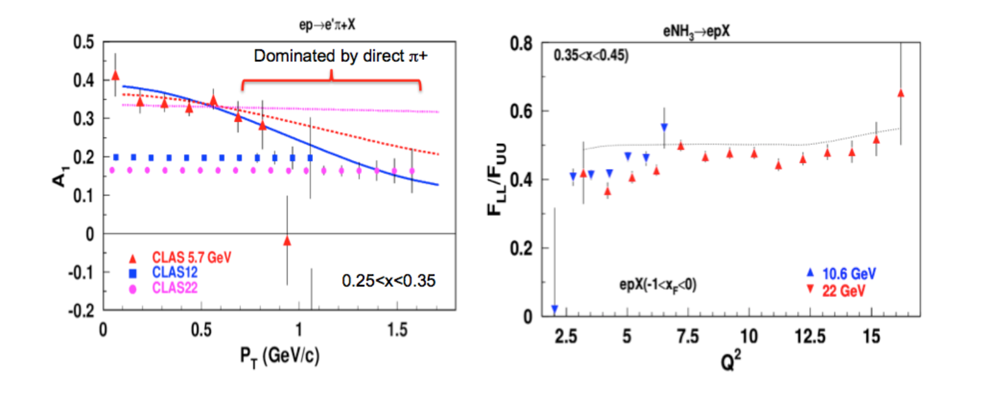 ep→e'π+X
0.5
0.4
0.3
0.2
0.1
0
-0.1
-0.2
A1
Dominated by direct π+
CLAS 5.7 GeV
CLAS12
CLAS22
0.25<x<0.35
0 0.5 1 1.5
PT (GeV/c)
eNH3→epX
0.8
0.6
0.4
0.2
0
FLL/FUU
0.35<x<0.45)
epX(-1<xF<0)
10.6 GeV
22 GeV
2.5 5 7.5 10 12.5 15
Q2